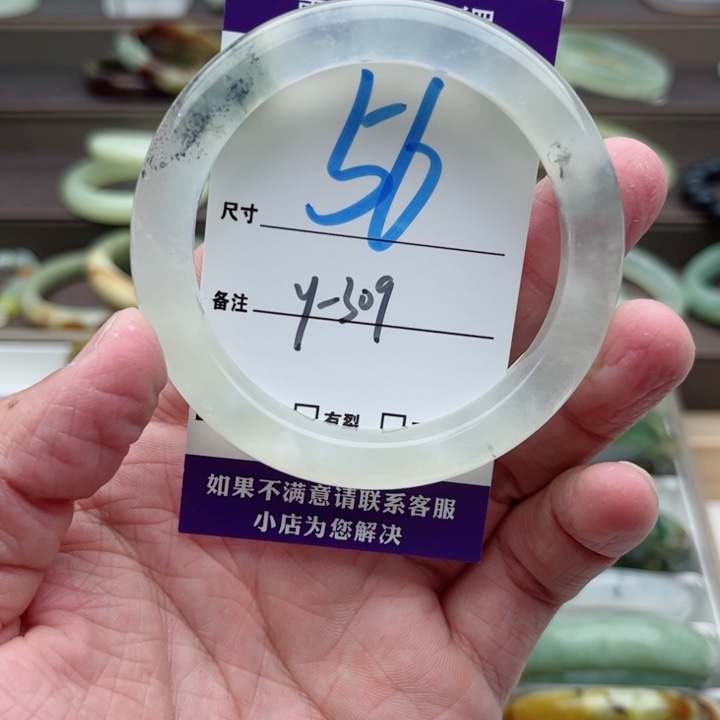 尺寸 56
备注 y-509
有裂
如果不满意请联系客服
小店为您解决